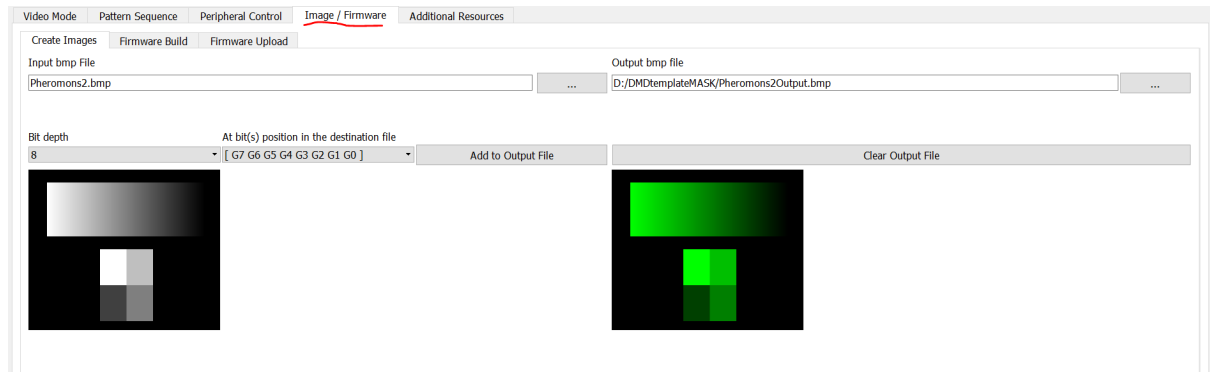 Video Mode Pattern Sequence Peripheral Control Image / Firmware Additional Resources
Create Images Firmware Build Firmware Upload
Input bmp File Output bmp file
Pheromons2.bmp ... D:/DMDtemplateMASK/Pheromons2Output.bmp ...
Bit depth At bit(s) position in the destination file
8 [ G7 G6 G5 G4 G3 G2 G1 G0 ] Add to Output File Clear Output File